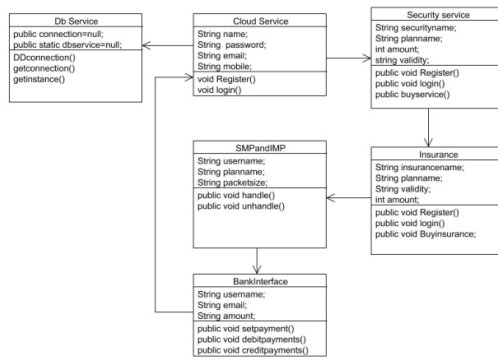 Db Service
public connection=null;
public static dbservice=null;
DDconnection()
getconnection()
getinstance()
Cloud Service
String name;
String password;
String email;
String mobile;
void Register()
void login()
Security service
String securityname;
String planname;
int amount;
string validity;
public void Register()
public void login()
public buyservice()
SMPandIMP
String username;
String planname;
String packetsize;
public void handle()
public void unhandle()
Insurance
String insurancename;
String planname;
String validity;
int amount;
public void Register()
public void login()
public void Buyinsurance;
BankInterface
String username;
String email;
String amount;
public void setpayment()
public void debitpayments()
public void creditpayments()